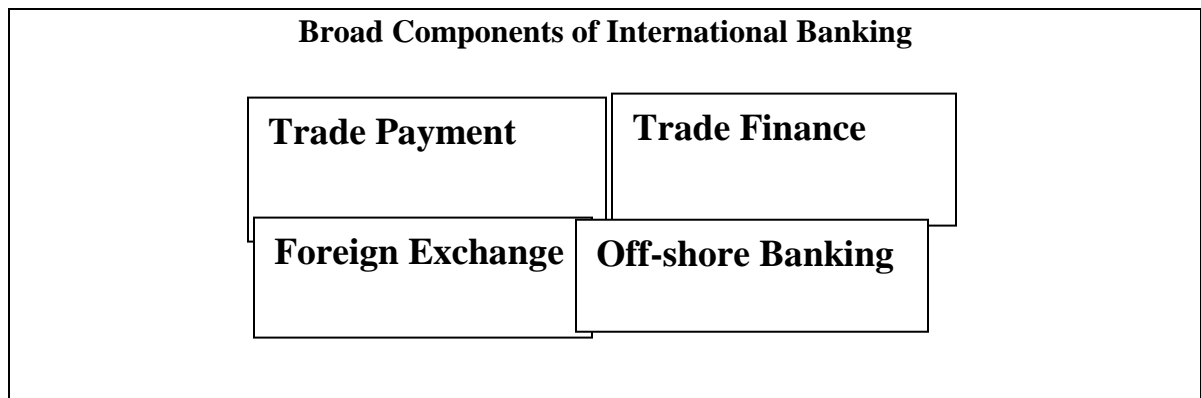 Broad Components of International Banking
Trade Payment
Trade Finance
Foreign Exchange
Off-shore Banking